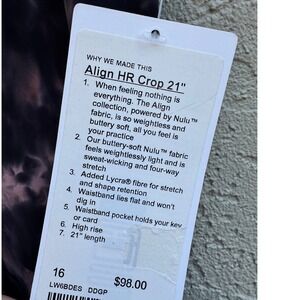 WHY WE MADE THIS
Align HR Crop 21"
1. When feeling nothing is
everything. The Align
collection, powered by Nulu™
fabric, is so weightless and
buttery soft, all you feel is
your practice
2. Our buttery-soft Nulu™ fabric
feels weightlessly light and is
sweat-wicking and four-way
stretch
3. Added Lycra® fibre for stretch
and shape retention
4. Waistband lies flat and won't
dig in
5. Waistband pocket holds your key
or card
6. High rise
7. 21" length
16 $98.00
LW6BDES DDGP